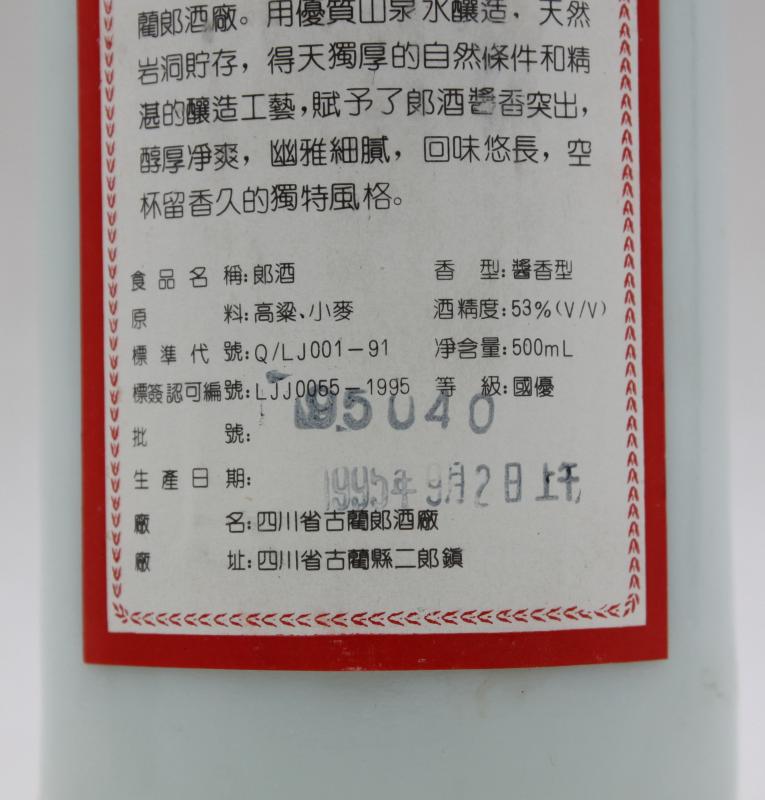 藺郎酒廠。用優質山泉水釀造，天然
岩洞貯存，得天獨厚的自然條件和精
湛的釀造工藝，賦予了郎酒醬香突出，
醇厚净爽，幽雅細膩，回味悠長，空
杯留香久的獨特風格。
食品名稱：郎酒 香型：醬香型
原料：高粱、小麥 酒精度：53%(V/V)
標準代號：Q/LJ001-91 净含量：500mL
標簽認可編號：LJJ0055-1995 等級：國優
批號：95040
生產日期：1995年9月2日上午
廠名：四川省古藺郎酒廠
廠址：四川省古藺縣二郎鎮